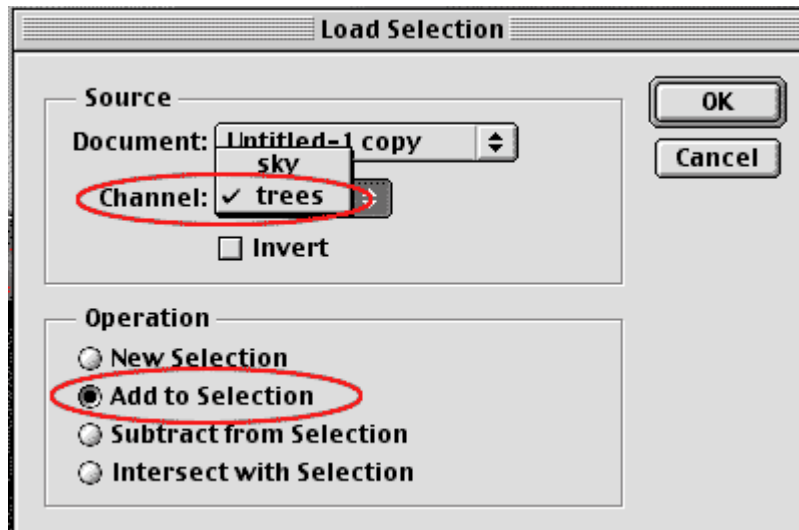 Load Selection
Source
OK
Document: Untitled-1 copy
sky
Cancel
Channel: ✓ trees
Invert
Operation
New Selection
Add to Selection
Subtract from Selection
Intersect with Selection